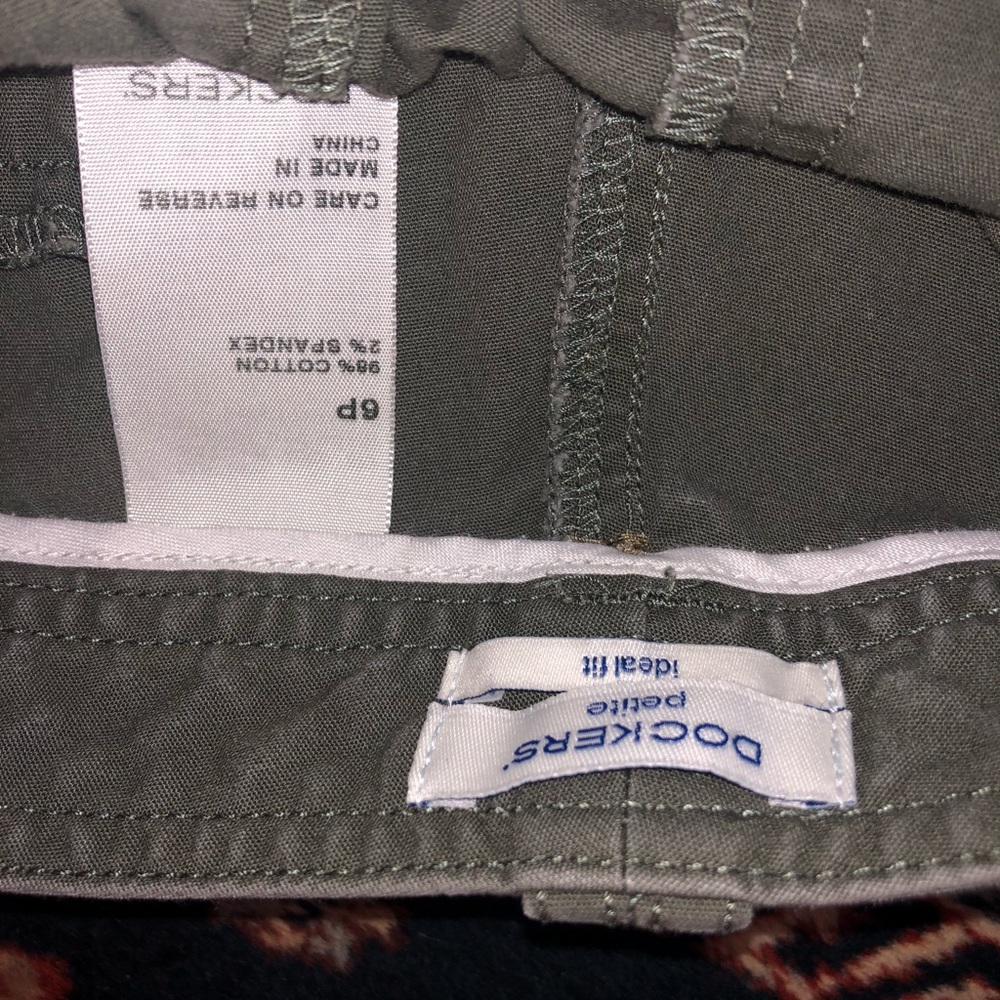 DOCKERS®
petite
ideal fit
6P
98% COTTON
2% SPANDEX
CARE ON REVERSE
MADE IN
CHINA
DOCKERS®